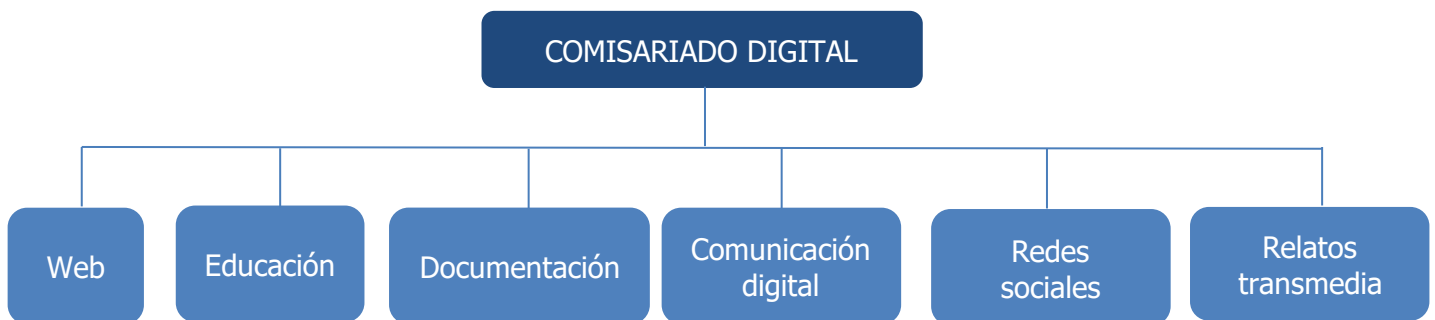 COMISARIADO DIGITAL
Web
Educación
Documentación
Comunicación
digital
Redes
sociales
Relatos
transmedia